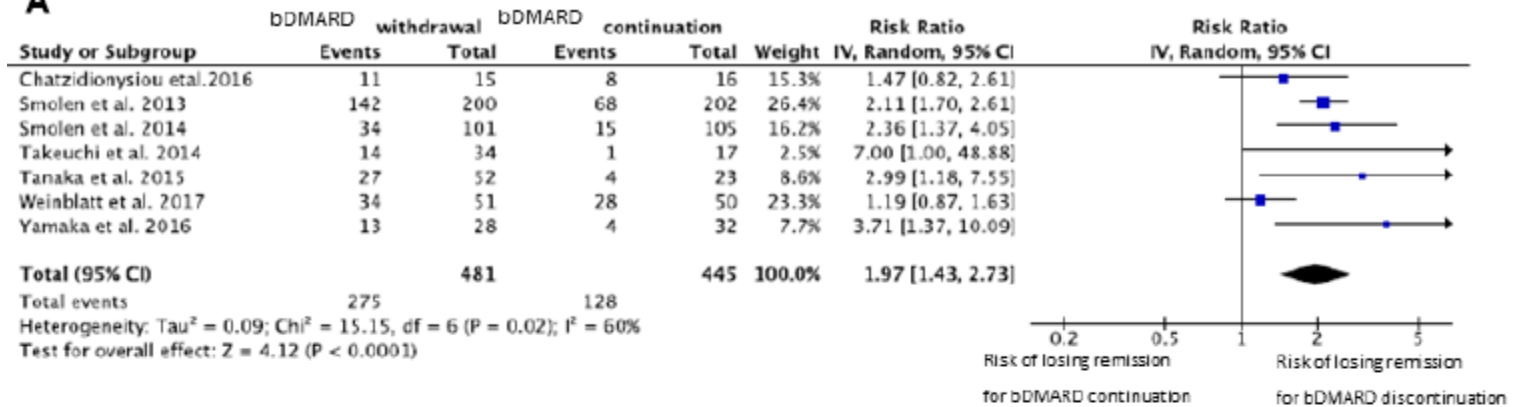 A
bDMARD withdrawal bDMARD continuation Risk Ratio Risk Ratio
Study or Subgroup Events Total Events Total Weight IV, Random, 95% CI IV, Random, 95% CI
Chatzidionysiou etal.2016 11 15 8 16 15.3% 1.47 [0.82, 2.61]
Smolen et al. 2013 142 200 68 202 26.4% 2.11 [1.70, 2.61]
Smolen et al. 2014 34 101 15 105 16.2% 2.36 [1.37, 4.05]
Takeuchi et al. 2014 14 34 1 17 2.5% 7.00 [1.00, 48.88]
Tanaka et al. 2015 27 52 4 23 8.6% 2.99 [1.18, 7.55]
Weinblatt et al. 2017 34 51 28 50 23.3% 1.19 [0.87, 1.63]
Yamaka et al. 2016 13 28 4 32 7.7% 3.71 [1.37, 10.09]
Total (95% CI) 481 445 100.0% 1.97 [1.43, 2.73]
Total events 275 128
Heterogeneity: Tau² = 0.09; Chi² = 15.15, df = 6 (P = 0.02); I² = 60%
Test for overall effect: Z = 4.12 (P < 0.0001)
0.2 0.5 1 2 5
Risk of losing remission Risk of losing remission
for bDMARD continuation for bDMARD discontinuation